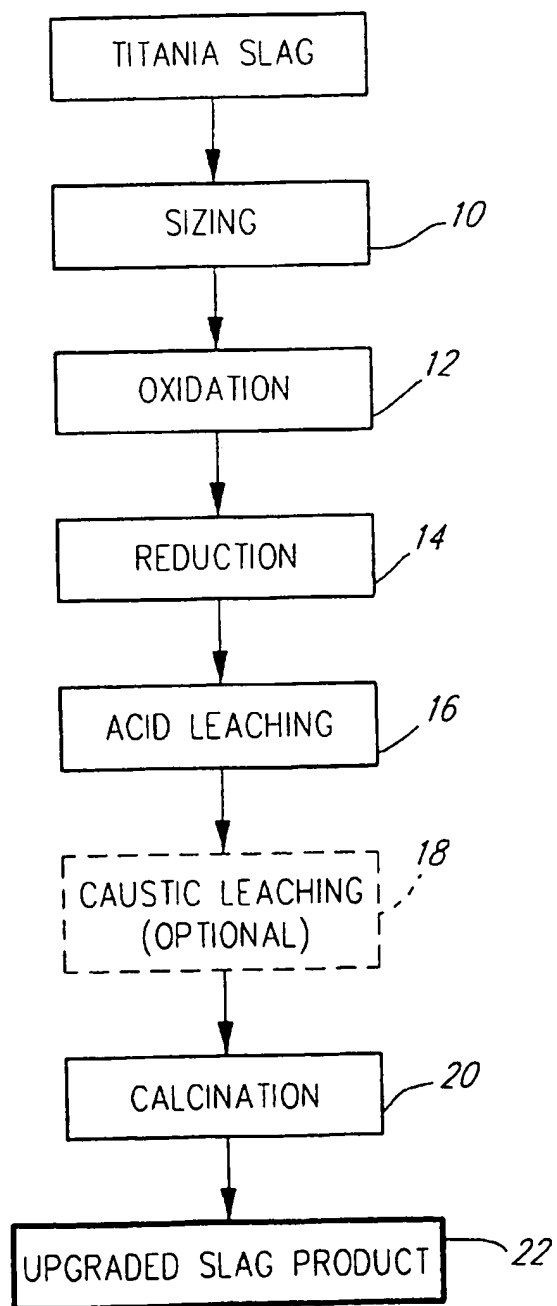 TITANIA SLAG
SIZING
10
OXIDATION
12
REDUCTION
14
ACID LEACHING
16
CAUSTIC LEACHING
(OPTIONAL)
18
CALCINATION
20
UPGRADED SLAG PRODUCT
22